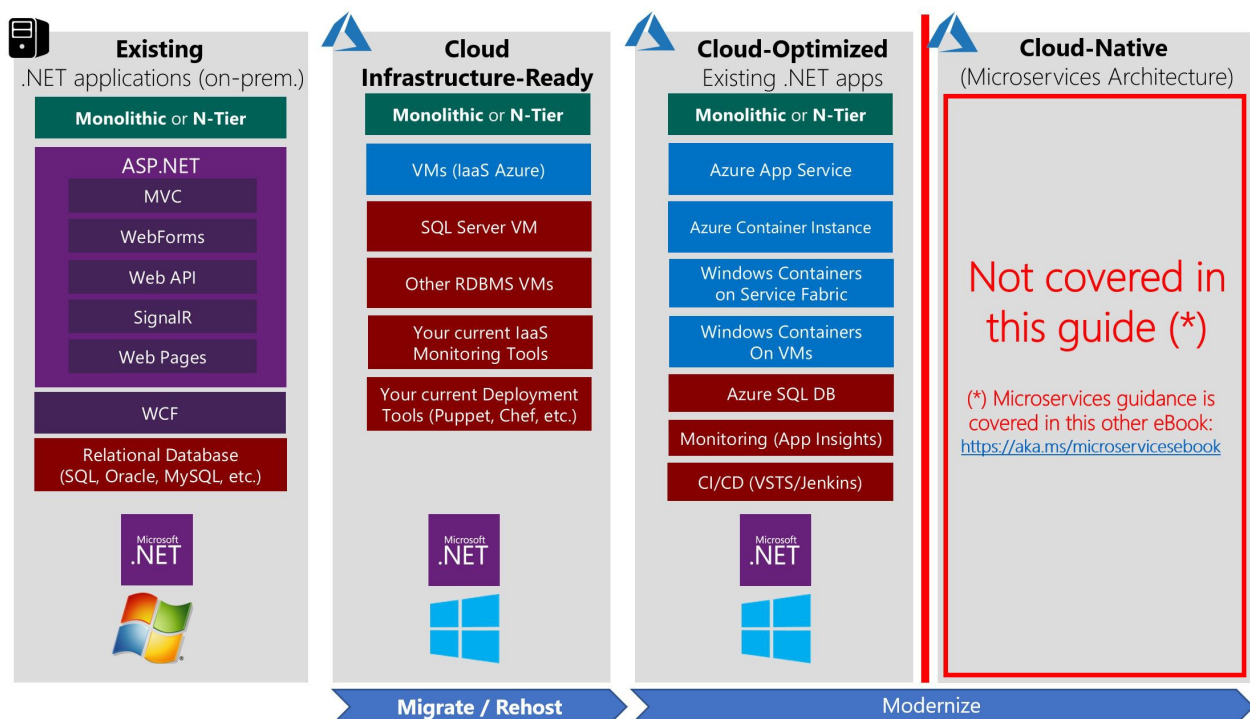 Existing
.NET applications (on-prem.)
Monolithic or N-Tier
ASP.NET
MVC
WebForms
Web API
SignalR
Web Pages
WCF
Relational Database
(SQL, Oracle, MySQL, etc.)
Microsoft
.NET
Cloud
Infrastructure-Ready
Monolithic or N-Tier
VMs (IaaS Azure)
SQL Server VM
Other RDBMS VMs
Your current IaaS
Monitoring Tools
Your current Deployment
Tools (Puppet, Chef, etc.)
Microsoft
.NET
Cloud-Optimized
Existing .NET apps
Monolithic or N-Tier
Azure App Service
Azure Container Instance
Windows Containers
on Service Fabric
Windows Containers
On VMs
Azure SQL DB
Monitoring (App Insights)
CI/CD (VSTS/Jenkins)
Microsoft
.NET
Cloud-Native
(Microservices Architecture)
Not covered in
this guide (*)
(*) Microservices guidance is
covered in this other eBook:
https://aka.ms/microservicesebook
Migrate / Rehost
Modernize